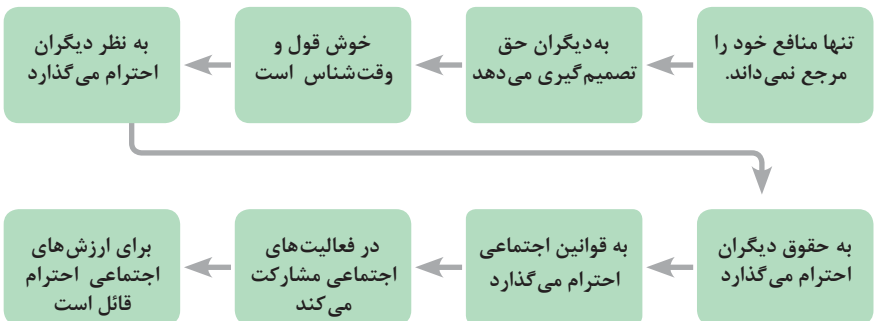 تنها منافع خود را
مرجع نمی‌داند.
به‌دیگران حق
تصمیم‌گیری می‌دهد
خوش قول و
وقت‌شناس است
به نظر دیگران
احترام می‌گذارد
به حقوق دیگران
احترام می‌گذارد
به قوانین اجتماعی
احترام می‌گذارد
در فعالیت‌های
اجتماعی مشارکت
می‌کند
برای ارزش‌های
اجتماعی احترام
قائل است